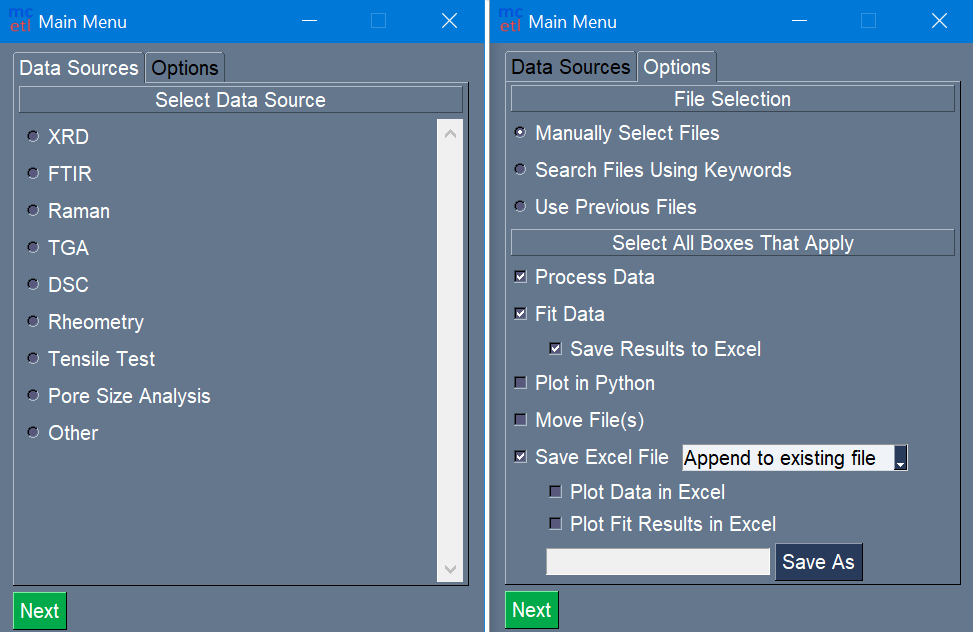 mc
etl
Main Menu
Data Sources
Options
Select Data Source
XRD
FTIR
Raman
TGA
DSC
Rheometry
Tensile Test
Pore Size Analysis
Other
Next
mc
etl
Main Menu
Data Sources
Options
File Selection
Manually Select Files
Search Files Using Keywords
Use Previous Files
Select All Boxes That Apply
Process Data
Fit Data
Save Results to Excel
Plot in Python
Move File(s)
Save Excel File Append to existing file
Plot Data in Excel
Plot Fit Results in Excel
Save As
Next